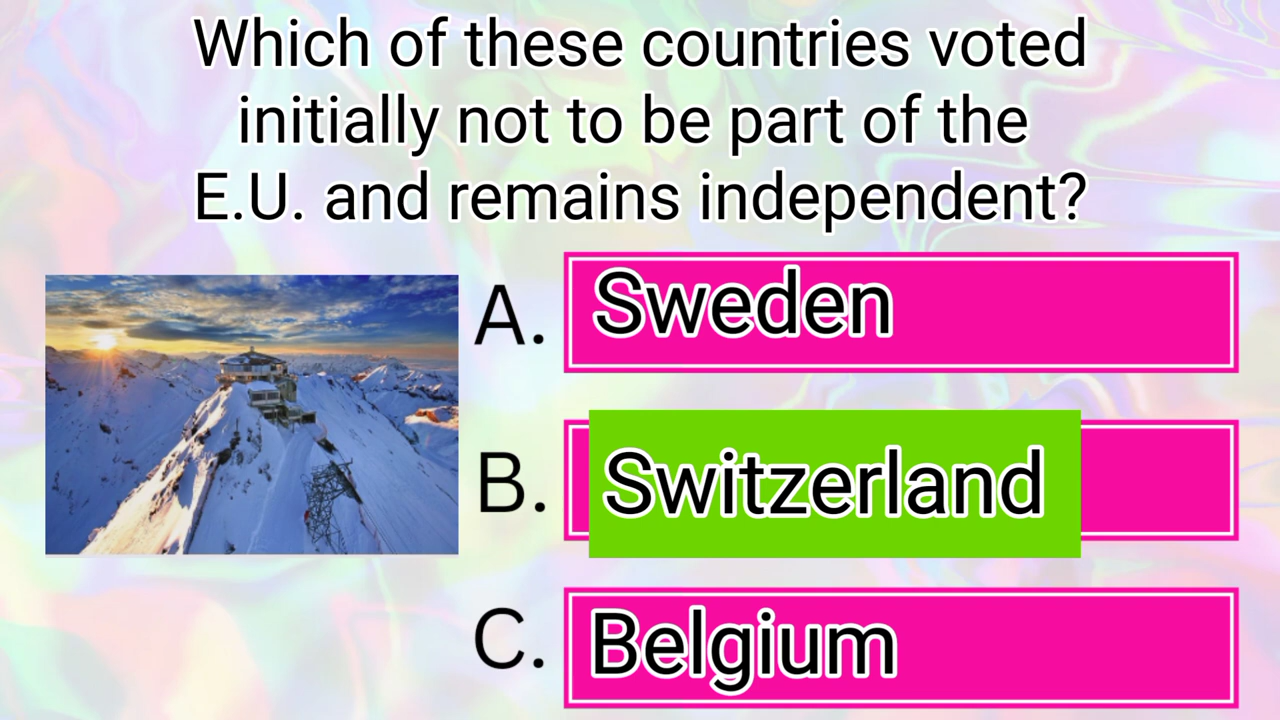 Which of these countries voted
initially not to be part of the
E.U. and remains independent?
A. Sweden
B. Switzerland
C. Belgium